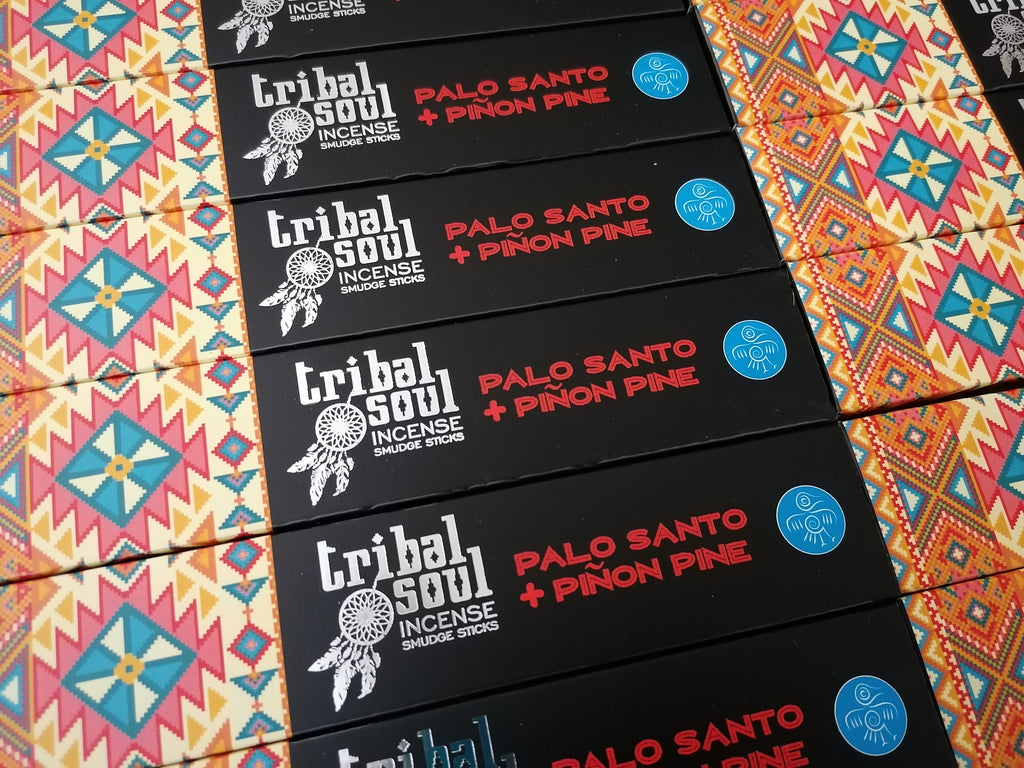 INCENSE
SMUDGE STICKS
tribal
soul
INCENSE
SMUDGE STICKS
PALO SANTO
+ PIÑON PINE
tribal
soul
INCENSE
SMUDGE STICKS
PALO SANTO
+ PIÑON PINE
tribal
soul
INCENSE
SMUDGE STICKS
PALO SANTO
+ PIÑON PINE
tribal
soul
INCENSE
SMUDGE STICKS
PALO SANTO
+ PIÑON PINE
tribal
PALO SANTO
PINE